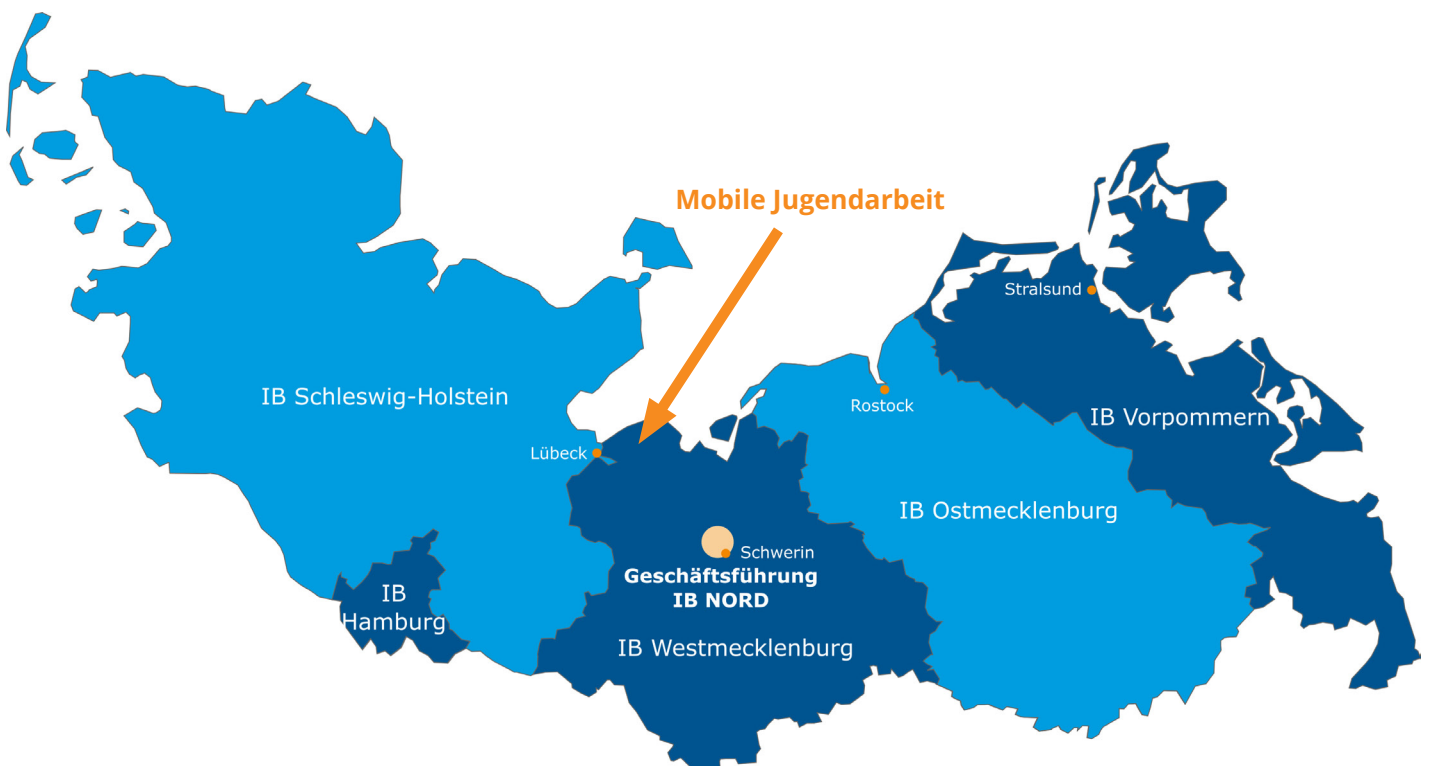 Mobile Jugendarbeit
Stralsund
IB Schleswig-Holstein
Rostock
IB Vorpommern
Lübeck
IB Ostmecklenburg
Schwerin
Geschäftsführung
IB NORD
IB
Hamburg
IB Westmecklenburg